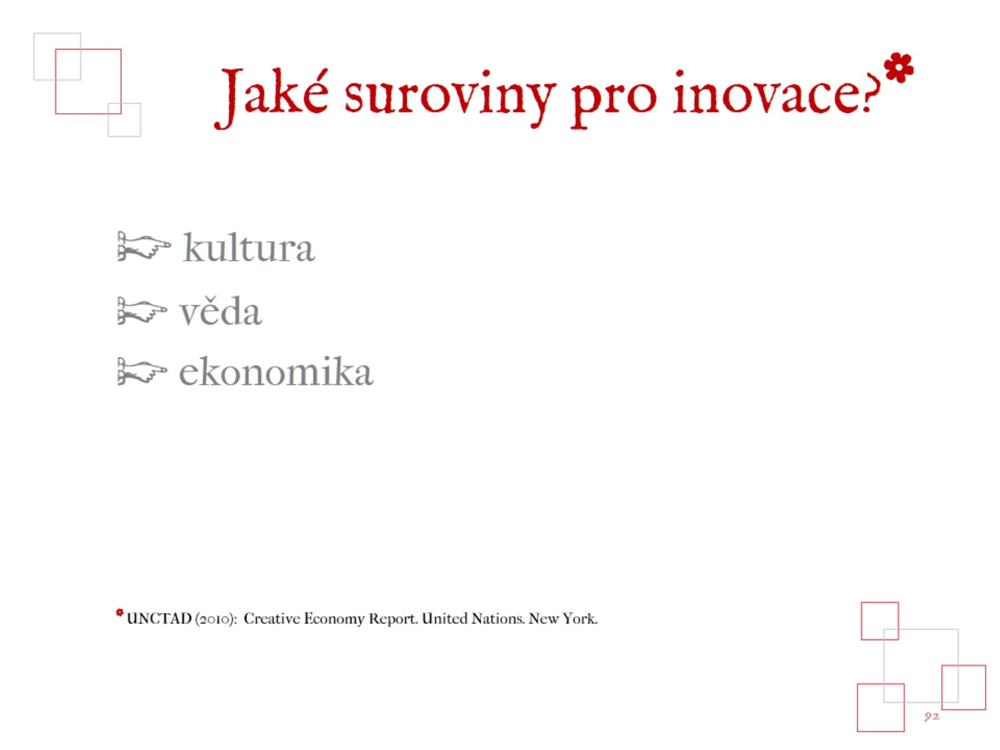 Jaké suroviny pro inovace?*
☞ kultura
☞ věda
☞ ekonomika
* UNCTAD (2010): Creative Economy Report. United Nations. New York.
92